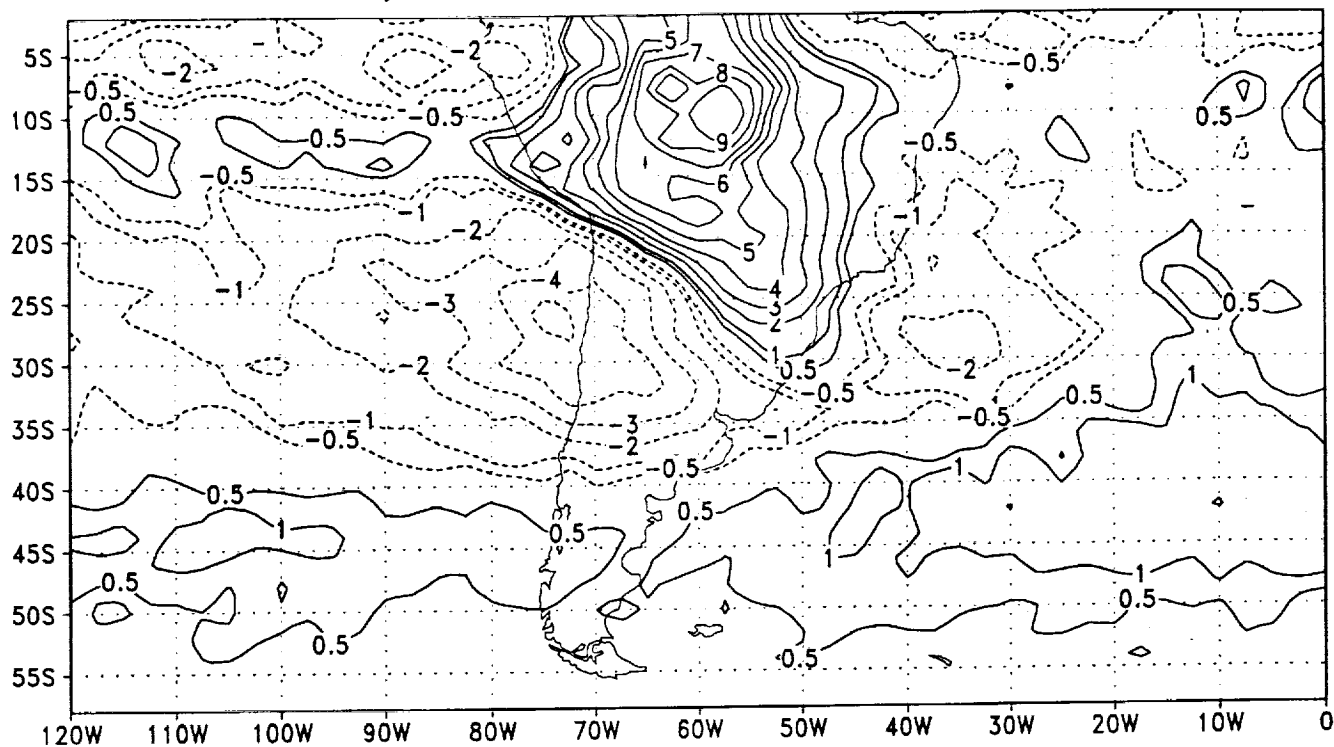 5 7
-2 -0.5
5S -2 8
-0.5 -0.5
0.5 0.5 0.5
10S
9 -0.5
15S -0.5 6
-1 -1
20S -2 5
-4
-1 -3 4
25S 3 0.5
2
1
30S -2 0.5 -2 1
-0.5 0.5
-1 -3 -0.5
35S -0.5 -2 -1
-0.5 1
40S 0.5
0.5
1 0.5
45S 1
0.5 1
0.5
50S
0.5 0.5
55S
120W 110W 100W 90W 80W 70W 60W 50W 40W 30W 20W 10W 0